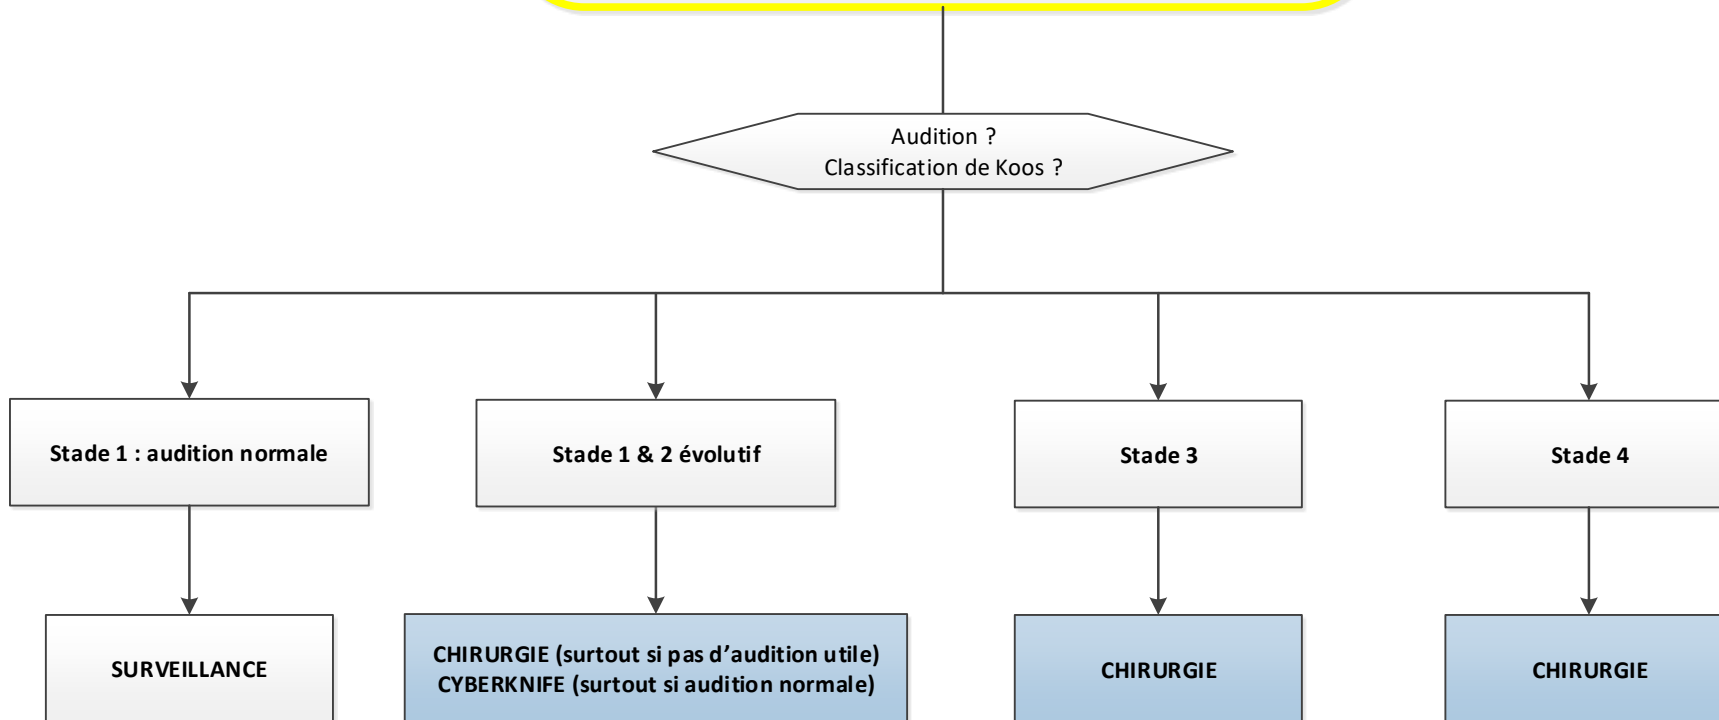 Audition ?
Classification de Koos ?
Stade 1 : audition normale
Stade 1 & 2 évolutif
Stade 3
Stade 4
SURVEILLANCE
CHIRURGIE (surtout si pas d’audition utile)
CYBERKNIFE (surtout si audition normale)
CHIRURGIE
CHIRURGIE